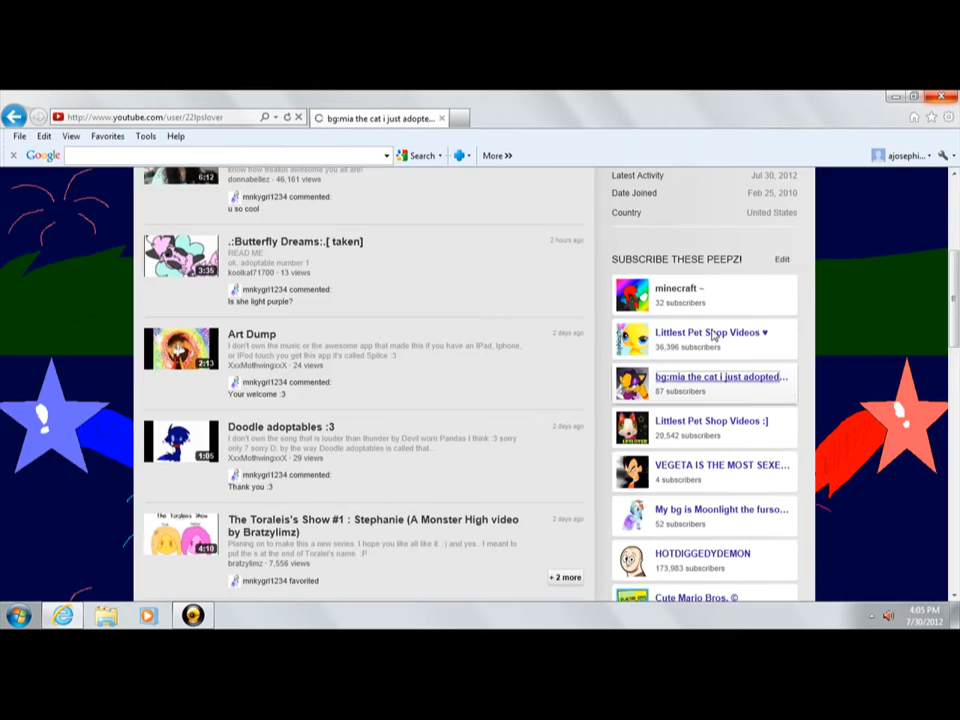 http://www.youtube.com/user/22lpslover
bg:mia the cat i just adopte...
File Edit View Favorites Tools Help
x Google Search More »
ajosephi...
know how freakin awesome you all are!
6:12
donnabellez - 46,161 views
mnkygrl1234 commented:
u so cool
.:Butterfly Dreams:.[ taken]
2 hours ago
READ ME
ok, adoptable number 1
3:35
koolkat71700 - 13 views
mnkygrl1234 commented:
Is she light purple?
Art Dump
2 days ago
I don't own the music or the awesome app that made this if you have an IPad, Iphone,
or IPod touch you get this app it's called Splice :3
2:13
XxxMothwingxxX - 24 views
mnkygrl1234 commented:
Your welcome :3
Doodle adoptables :3
2 days ago
I don't own the song that is louder than thunder by Devil worn Pandas I think :3 sorry
only 7 sorry D: by the way Doodle adoptables is called that...
1:05
XxxMothwingxxX - 29 views
mnkygrl1234 commented:
Thank you :3
The Toraleis's Show
The Toraleis's Show #1 : Stephanie (A Monster High video
by Bratzylimz)
2 days ago
Planing on to make this a new series. I hope you like all like it. :) and yes.. I meant to
put the s at the end of Toralei's name. :P
4:10
bratzylimz - 7,556 views
mnkygrl1234 favorited
+ 2 more
Latest Activity Jul 30, 2012
Date Joined Feb 25, 2010
Country United States
SUBSCRIBE THESE PEEPZ! Edit
minecraft ~
32 subscribers
Littlest Pet Shop Videos ♥
36,396 subscribers
bg:mia the cat i just adopted...
87 subscribers
Littlest Pet Shop Videos :]
20,542 subscribers
VEGETA IS THE MOST SEXE...
4 subscribers
My bg is Moonlight the furso...
52 subscribers
HOTDIGGEDYDEMON
173,983 subscribers
Cute Mario Bros. ©
4:05 PM
7/30/2012